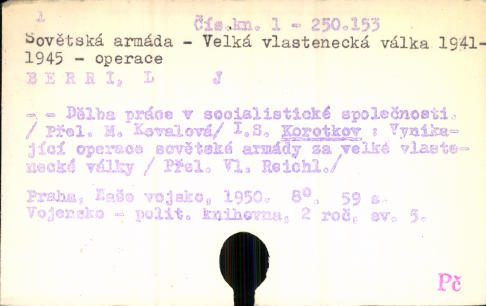 1
Čís.kn. 1 - 250.153
Sovětská armáda - Velká vlastenecká válka 1941-
1945 - operace
B E R R I, L J
- - Dělba práce v socialistické společnosti.
/ Přel. M. Kovalová/ I.S. Korotkov : Vynika-
jící operace sovětské armády za velké vlaste-
necké války / Přel. Vl. Reichl./
Praha, Naše vojsko, 1950. 8°. 59 s.
Vojensko - polit. knihovna, 2 roč, sv. 5.
Pč